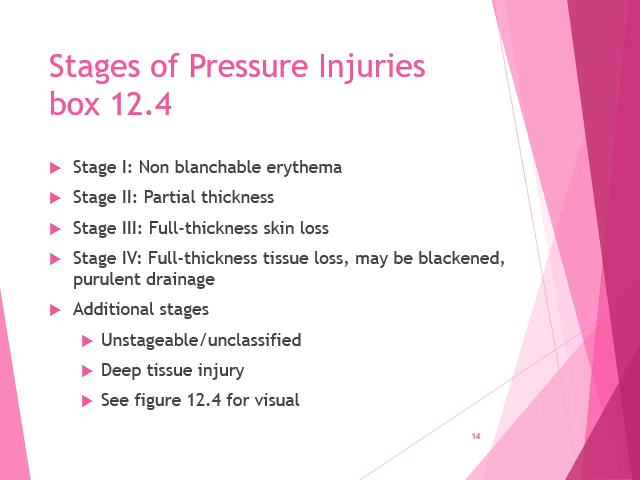 Stages of Pressure Injuries
box 12.4
Stage I: Non blanchable erythema
Stage II: Partial thickness
Stage III: Full-thickness skin loss
Stage IV: Full-thickness tissue loss, may be blackened,
purulent drainage
Additional stages
Unstageable/unclassified
Deep tissue injury
See figure 12.4 for visual
14